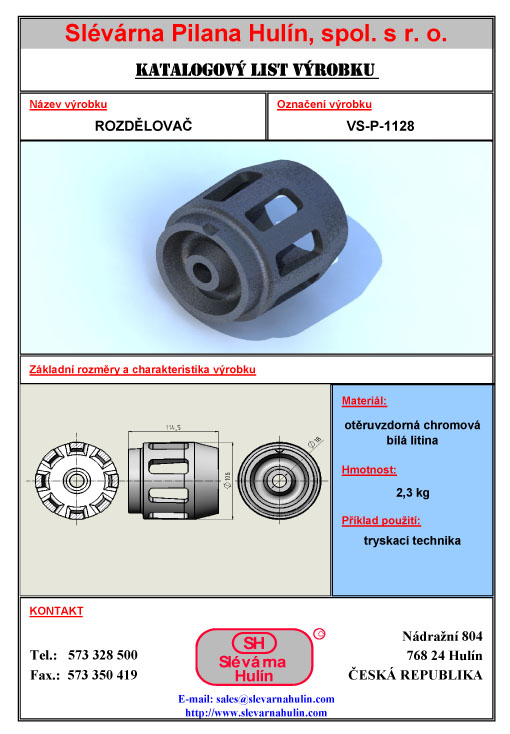 Slévárna Pilana Hulín, spol. s r. o.
KATALOGOVÝ LIST VÝROBKU
Název výrobku
Označení výrobku
ROZDĚLOVAČ
VS-P-1128
Základní rozměry a charakteristika výrobku
114,5
∅106
∅18
Materiál:
otěruvzdorná chromová
bílá litina
Hmotnost:
2,3 kg
Příklad použití:
tryskací technika
KONTAKT
Tel.: 573 328 500
Fax.: 573 350 419
SH
Slévárna
Hulín
Nádražní 804
768 24 Hulín
ČESKÁ REPUBLIKA
E-mail: sales@slevarnahulin.com
http://www.slevarnahulin.com